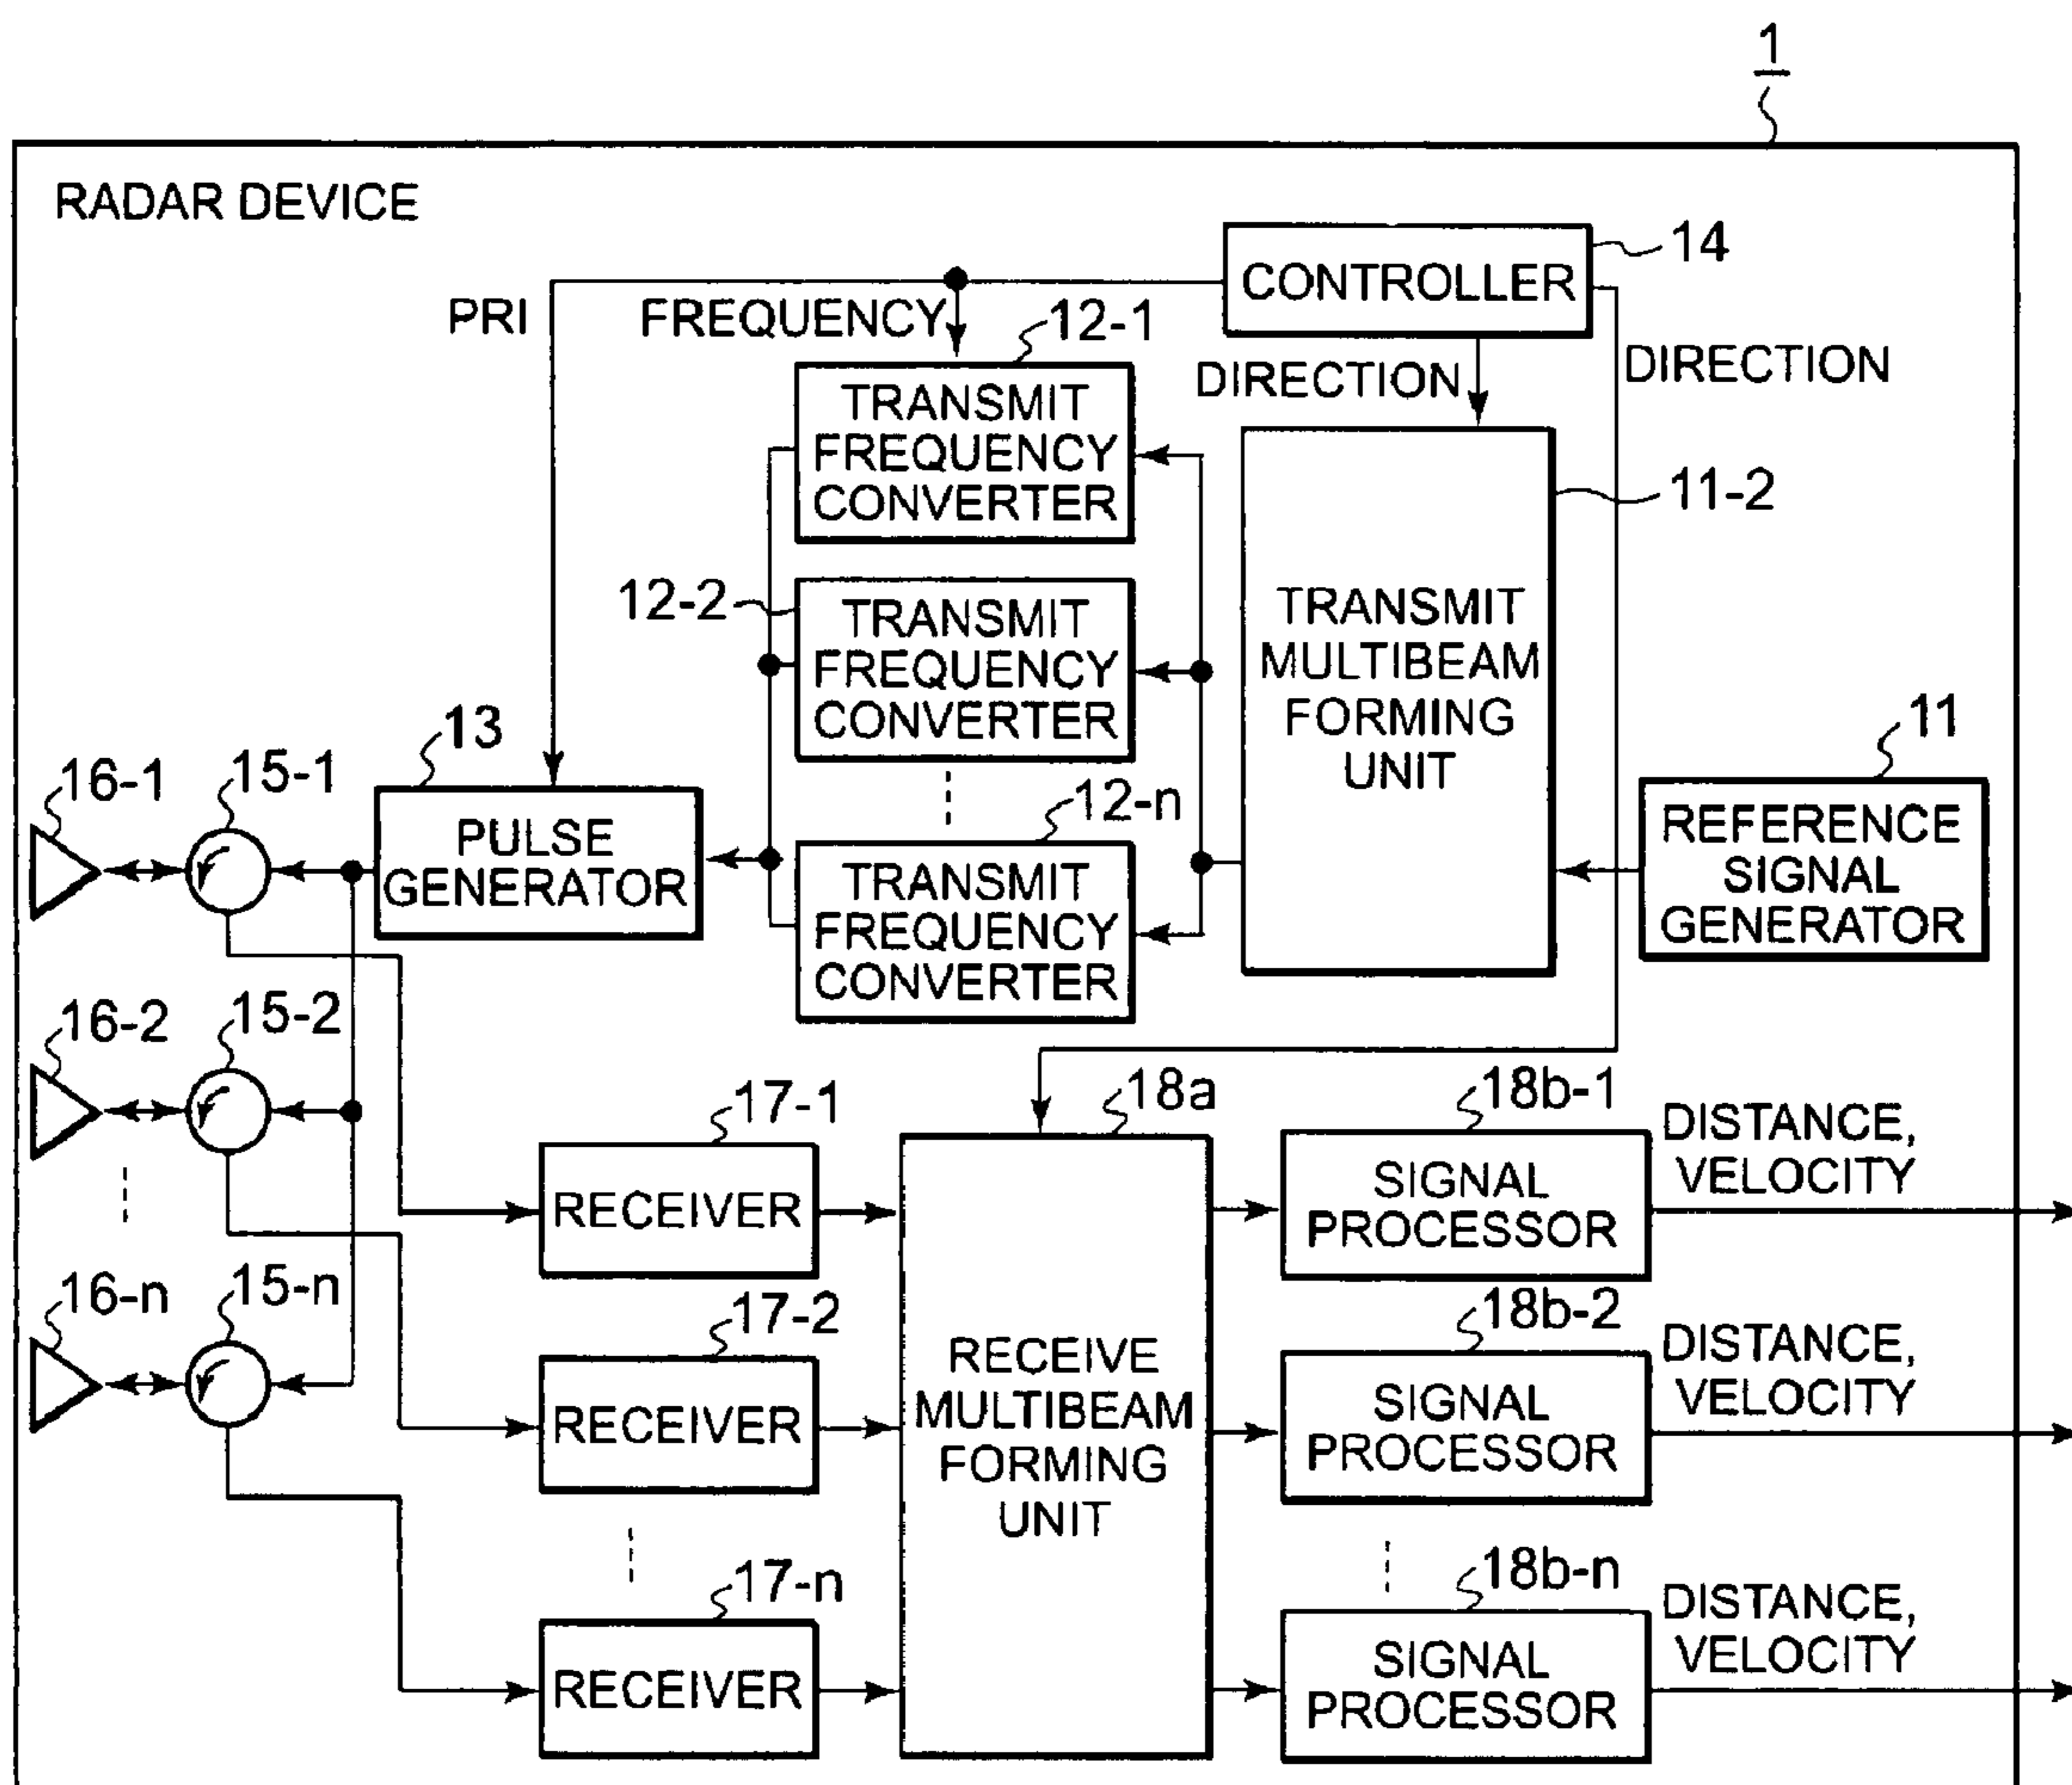 1
RADAR DEVICE
14
CONTROLLER
PRI
FREQUENCY
12-1
DIRECTION
DIRECTION
TRANSMIT
FREQUENCY
CONVERTER
11-2
12-2
TRANSMIT
FREQUENCY
CONVERTER
TRANSMIT
MULTIBEAM
FORMING
UNIT
13
11
16-1
15-1
12-n
PULSE
GENERATOR
REFERENCE
SIGNAL
GENERATOR
TRANSMIT
FREQUENCY
CONVERTER
16-2
15-2
17-1
18a
18b-1
DISTANCE,
VELOCITY
RECEIVER
SIGNAL
PROCESSOR
16-n
15-n
17-2
18b-2
DISTANCE,
VELOCITY
RECEIVER
RECEIVE
MULTIBEAM
FORMING
UNIT
SIGNAL
PROCESSOR
17-n
18b-n
DISTANCE,
VELOCITY
RECEIVER
SIGNAL
PROCESSOR